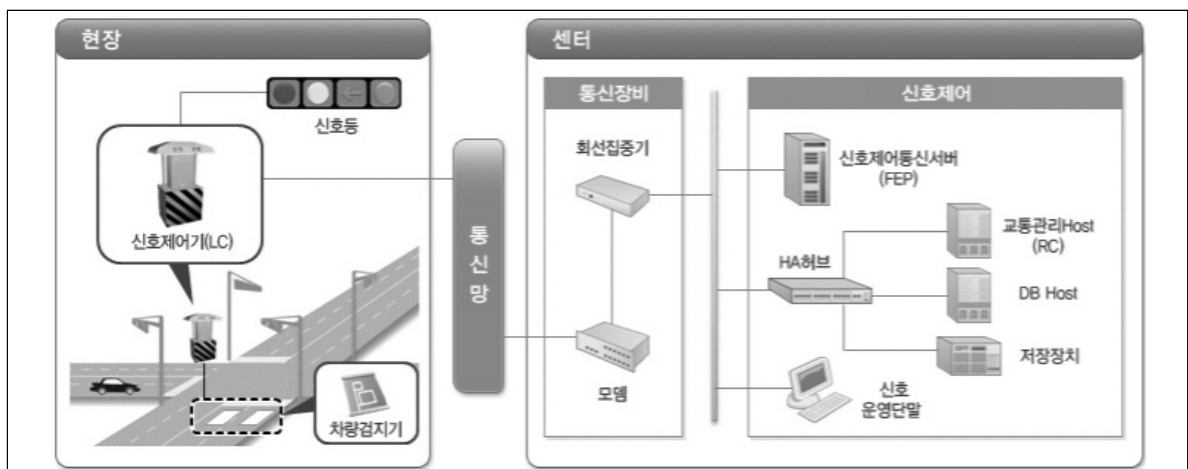 현장
신호등
신호제어기(LC)
차량검지기
통신망
센터
통신장비
회선집중기
모뎀
신호제어
신호제어통신서버
(FEP)
교통관리Host
(RC)
HA허브
DB Host
저장장치
신호
운영단말